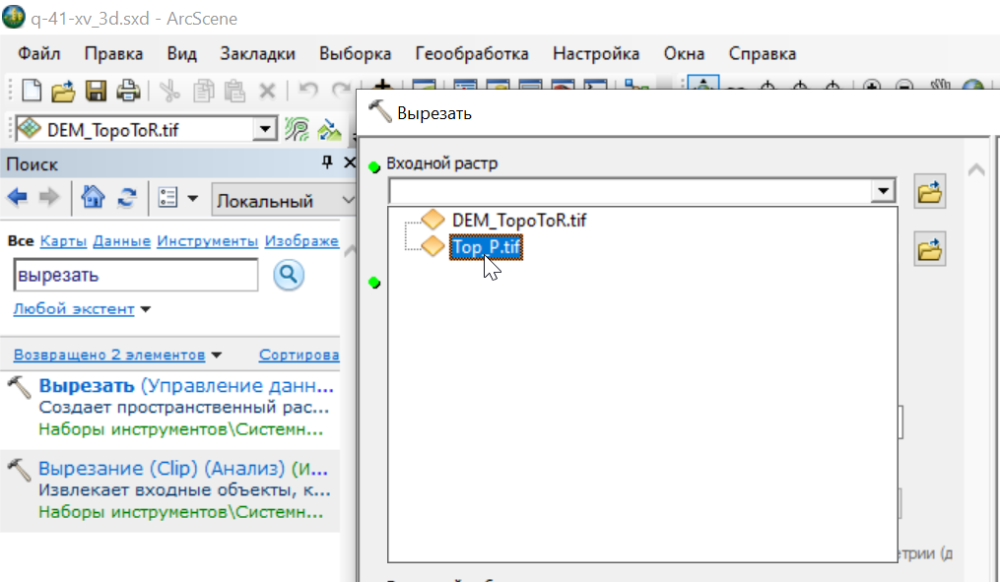 q-41-xv_3d.sxd - ArcScene
Файл Правка Вид Закладки Выборка Геообработка Настройка Окна Справка
Вырезать
DEM_TopoToR.tif
Поиск
Локальный
Все Карты Данные Инструменты Изображе
вырезать
Любой экстент
Возвращено 2 элементов Сортирова
Вырезать (Управление данн...
Создает пространственный рас...
Наборы инструментов\Системн...
Вырезание (Clip) (Анализ) (И...
Извлекает входные объекты, к...
Наборы инструментов\Системн...
Входной растр
DEM_TopoToR.tif
Top_P.tif
трии (д